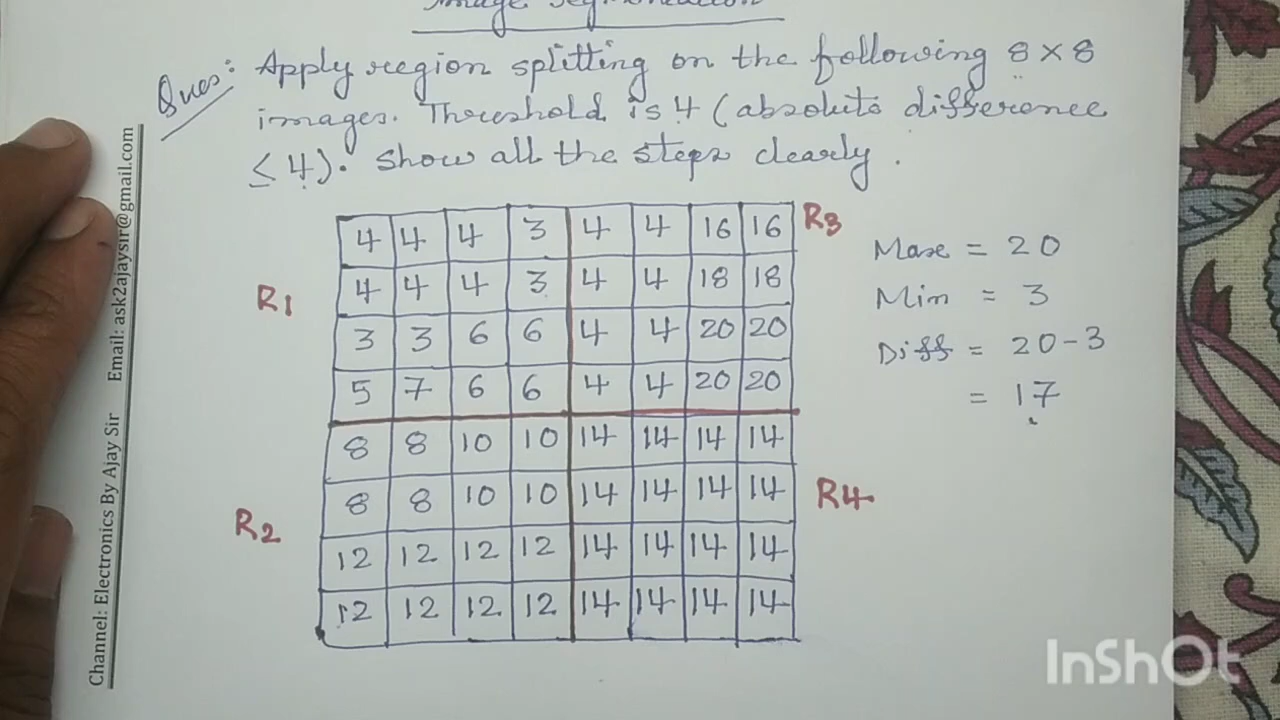 Image Segmentation
Ques: Apply region splitting on the following 8 × 8
images. Threshold is 4 (absolute difference
≤ 4). Show all the steps clearly.
4 4 4 3 4 4 16 16 R3
4 4 4 3 4 4 18 18
R1
3 3 6 6 4 4 20 20
5 7 6 6 4 4 20 20
8 8 10 10 14 14 14 14
8 8 10 10 14 14 14 14 R4
R2
12 12 12 12 14 14 14 14
12 12 12 12 14 14 14 14
Max = 20
Min = 3
Diff = 20-3
= 17
Channel: Electronics By Ajay Sir Email: ask2ajaysir@gmail.com
InShOt